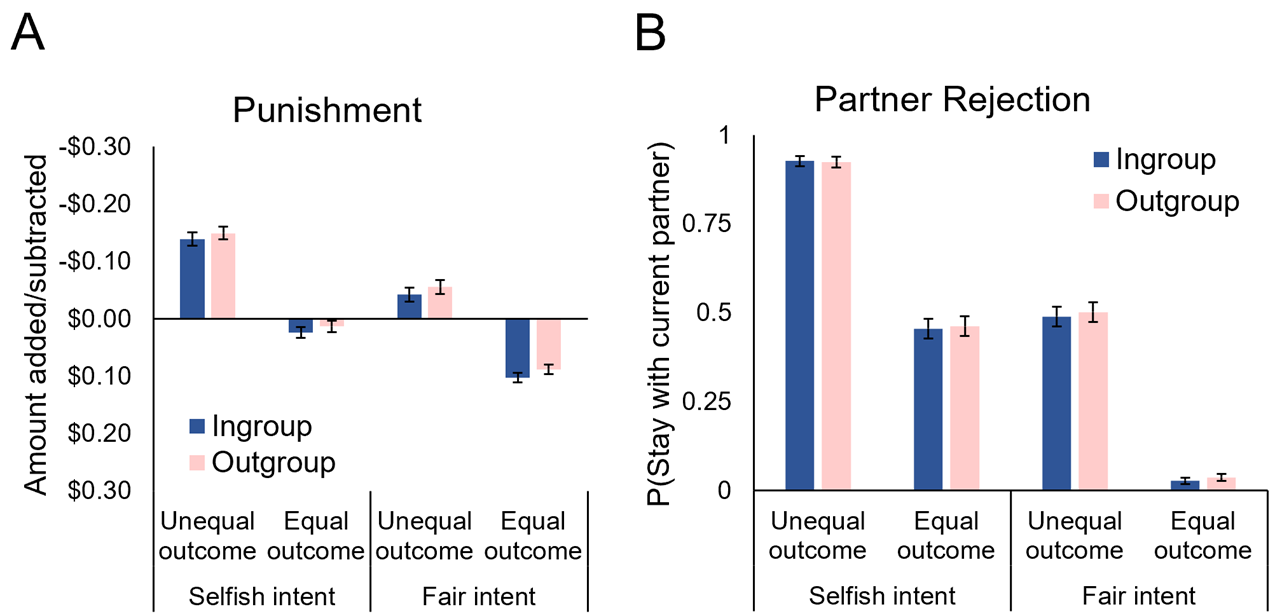 A
Punishment
Amount added/subtracted
-$0.30
-$0.20
-$0.10
$0.00
$0.10
$0.20
$0.30
Ingroup
Outgroup
Unequal outcome
Equal outcome
Unequal outcome
Equal outcome
Selfish intent
Fair intent
B
Partner Rejection
P(Stay with current partner)
1
0.75
0.5
0.25
0
Ingroup
Outgroup
Unequal outcome
Equal outcome
Unequal outcome
Equal outcome
Selfish intent
Fair intent